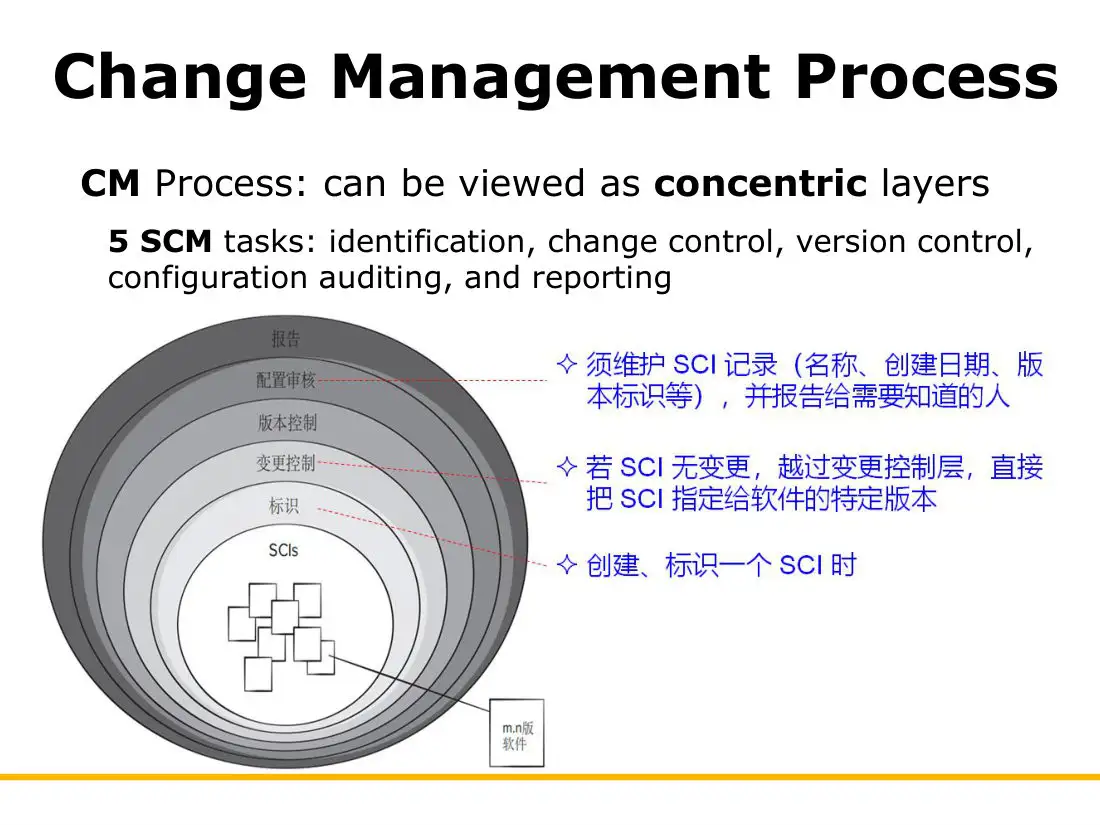 Change Management Process
CM Process: can be viewed as concentric layers
5 SCM tasks: identification, change control, version control,
configuration auditing, and reporting
报告
配置审核
版本控制
变更控制
标识
SCIs
m.n版
软件
✧ 须维护 SCI 记录（名称、创建日期、版
本标识等），并报告给需要知道的人
✧ 若 SCI 无变更，越过变更控制层，直接
把 SCI 指定给软件的特定版本
✧ 创建、标识一个 SCI 时